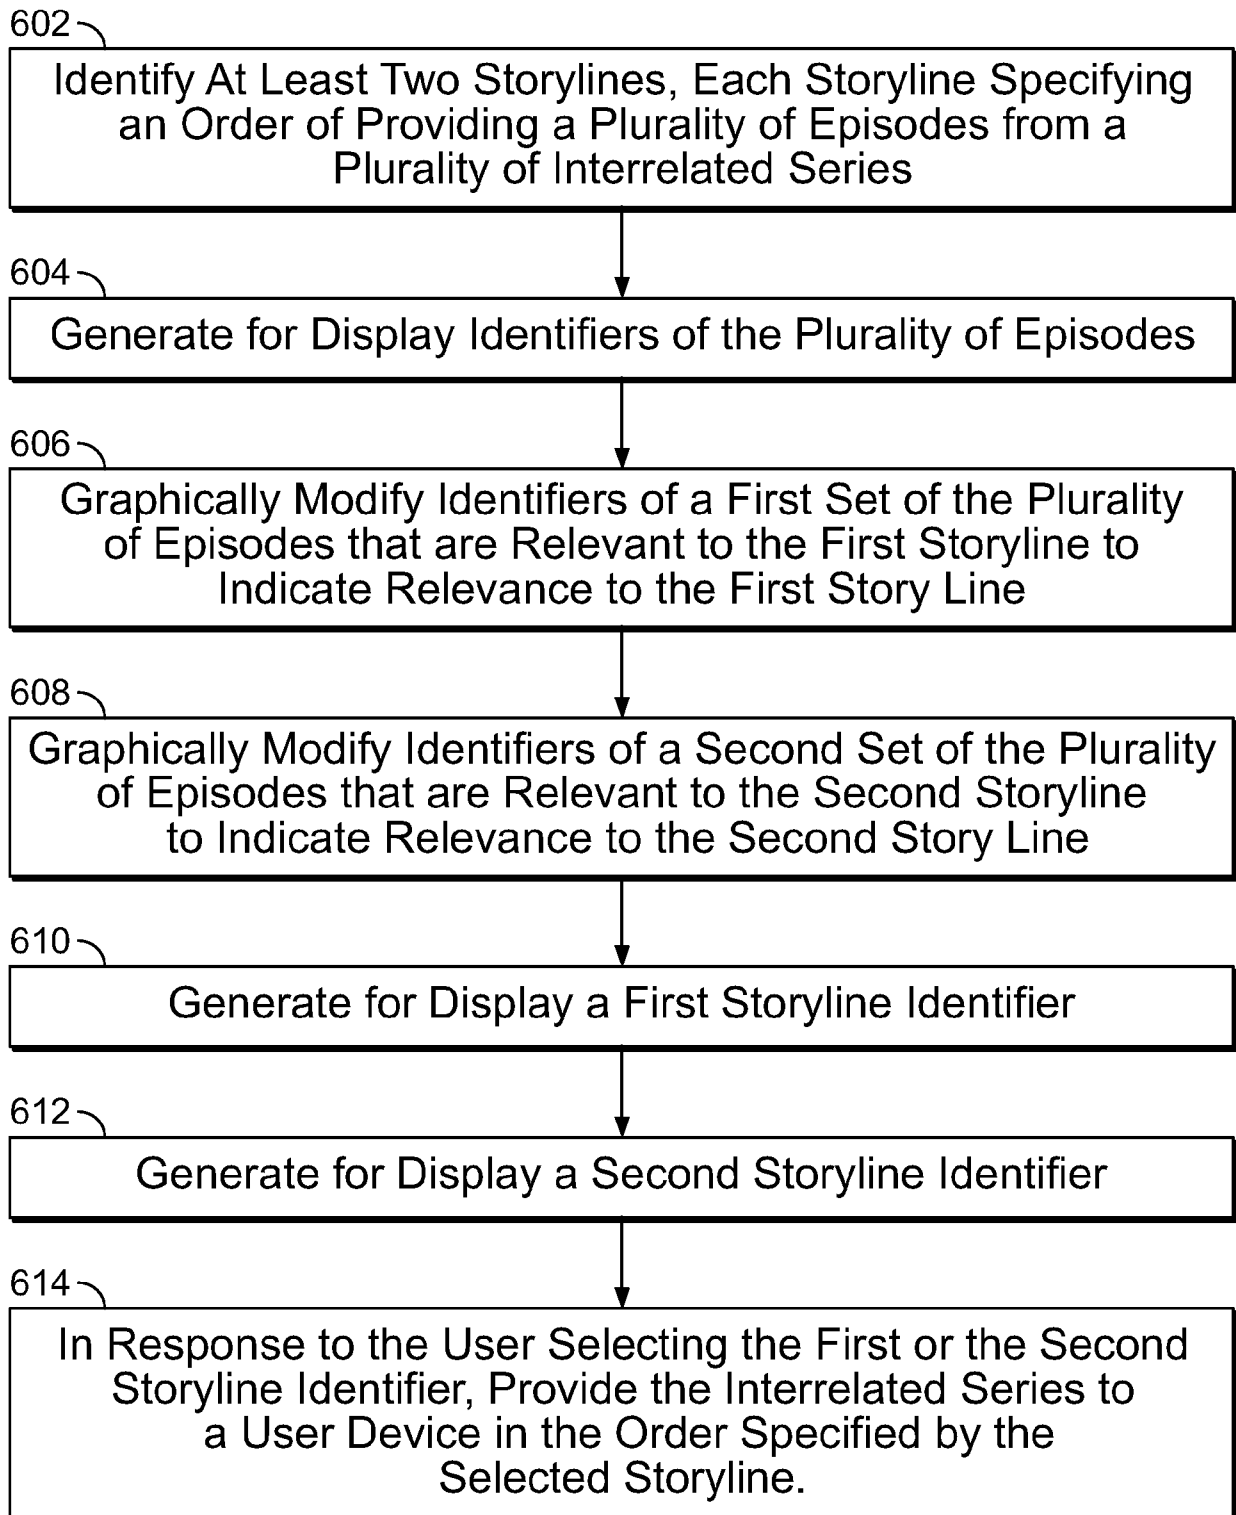 602
Identify At Least Two Storylines, Each Storyline Specifying
an Order of Providing a Plurality of Episodes from a
Plurality of Interrelated Series
604
Generate for Display Identifiers of the Plurality of Episodes
606
Graphically Modify Identifiers of a First Set of the Plurality
of Episodes that are Relevant to the First Storyline to
Indicate Relevance to the First Story Line
608
Graphically Modify Identifiers of a Second Set of the Plurality
of Episodes that are Relevant to the Second Storyline
to Indicate Relevance to the Second Story Line
610
Generate for Display a First Storyline Identifier
612
Generate for Display a Second Storyline Identifier
614
In Response to the User Selecting the First or the Second
Storyline Identifier, Provide the Interrelated Series to
a User Device in the Order Specified by the
Selected Storyline.